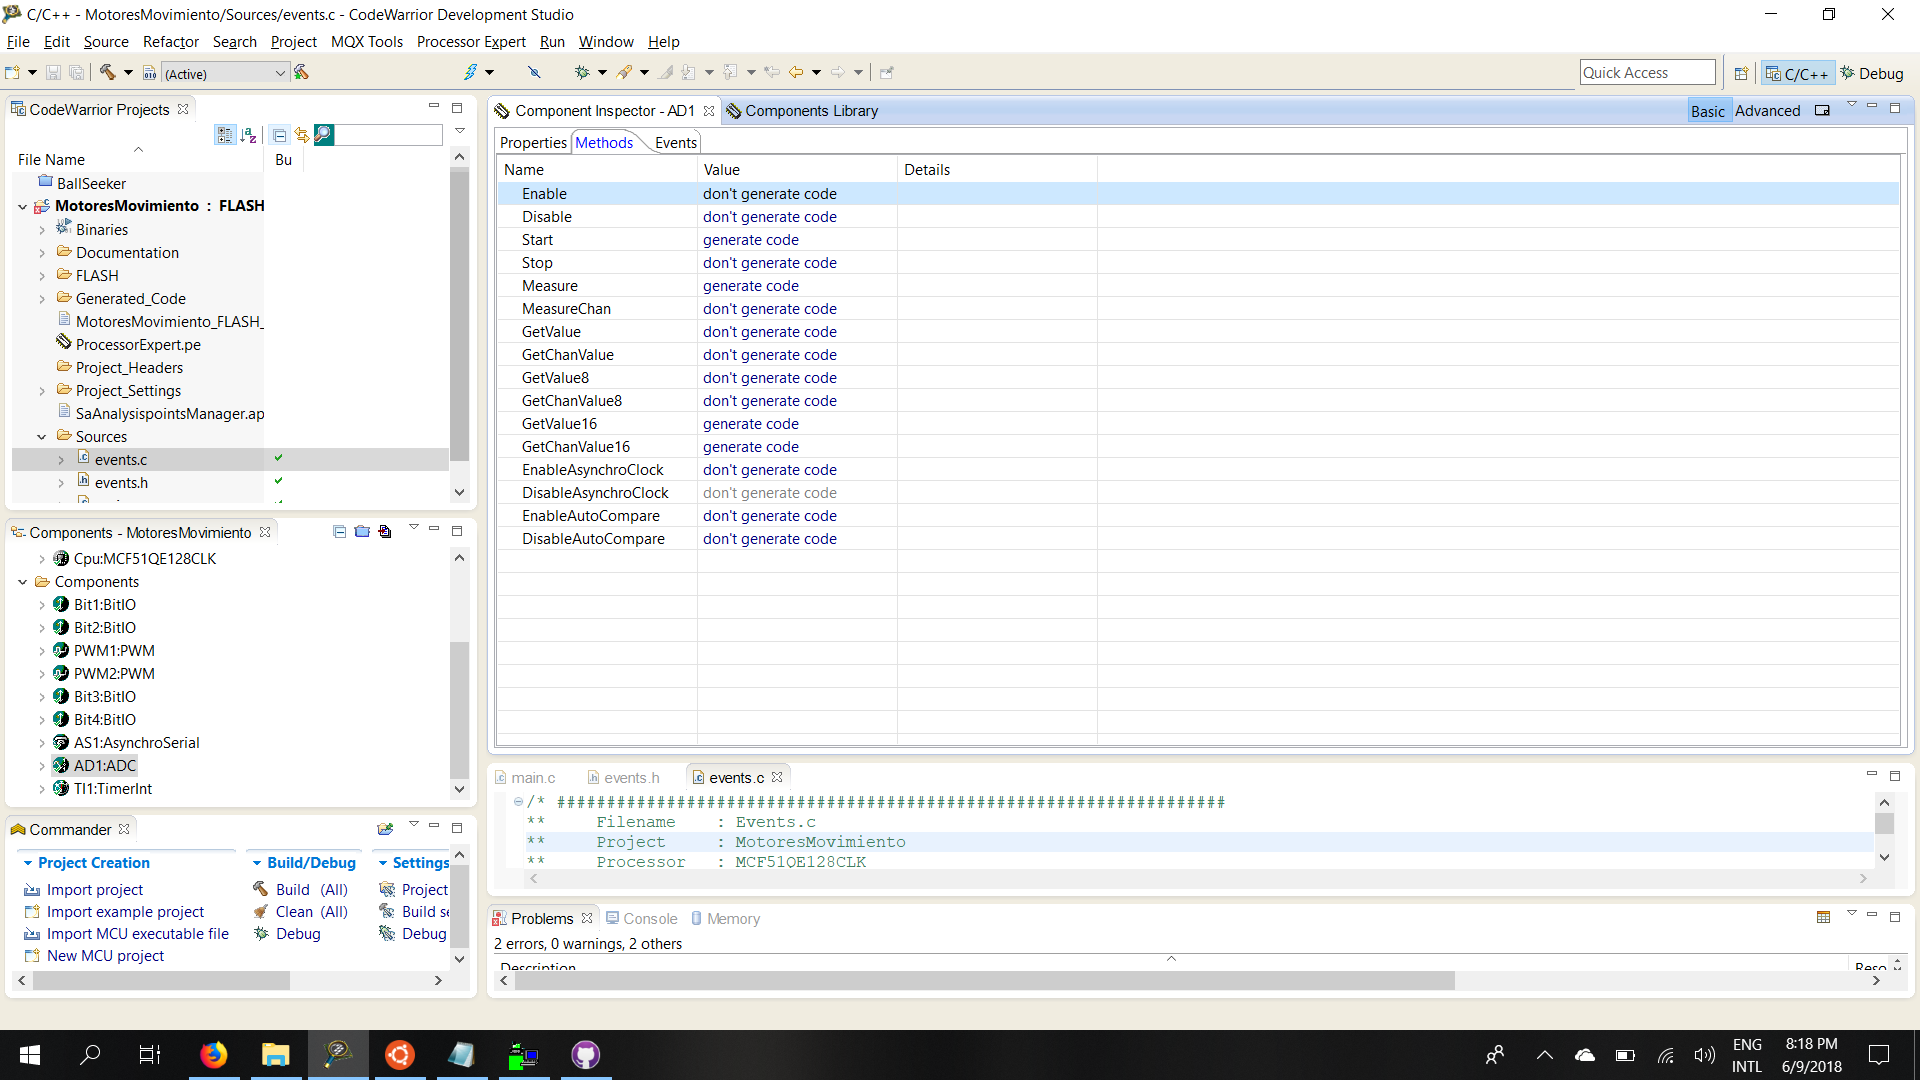 C/C++ - MotoresMovimiento/Sources/events.c - CodeWarrior Development Studio
File Edit Source Refactor Search Project MQX Tools Processor Expert Run Window Help
(Active)
Quick Access
C/C++
Debug
CodeWarrior Projects
File Name Bu
BallSeeker
MotoresMovimiento : FLASH
Binaries
Documentation
FLASH
Generated_Code
MotoresMovimiento_FLASH_
ProcessorExpert.pe
Project_Headers
Project_Settings
SaAnalysispointsManager.ap
Sources
events.c
events.h
Components - MotoresMovimiento
Cpu:MCF51QE128CLK
Components
Bit1:BitIO
Bit2:BitIO
PWM1:PWM
PWM2:PWM
Bit3:BitIO
Bit4:BitIO
AS1:AsynchroSerial
AD1:ADC
TI1:TimerInt
Commander
Project Creation
Import project
Import example project
Import MCU executable file
New MCU project
Build/Debug
Build (All)
Clean (All)
Debug
Settings
Project
Build se
Debug
Component Inspector - AD1
Components Library
Basic Advanced
Properties Methods Events
Name Value Details
Enable don't generate code
Disable don't generate code
Start generate code
Stop don't generate code
Measure generate code
MeasureChan don't generate code
GetValue don't generate code
GetChanValue don't generate code
GetValue8 don't generate code
GetChanValue8 don't generate code
GetValue16 generate code
GetChanValue16 generate code
EnableAsynchroClock don't generate code
DisableAsynchroClock don't generate code
EnableAutoCompare don't generate code
DisableAutoCompare don't generate code
main.c events.h events.c
/* ###################################################################
** Filename : Events.c
** Project : MotoresMovimiento
** Processor : MCF51QE128CLK
Problems Console Memory
2 errors, 0 warnings, 2 others
Description Reso
ENG
INTL
8:18 PM
6/9/2018